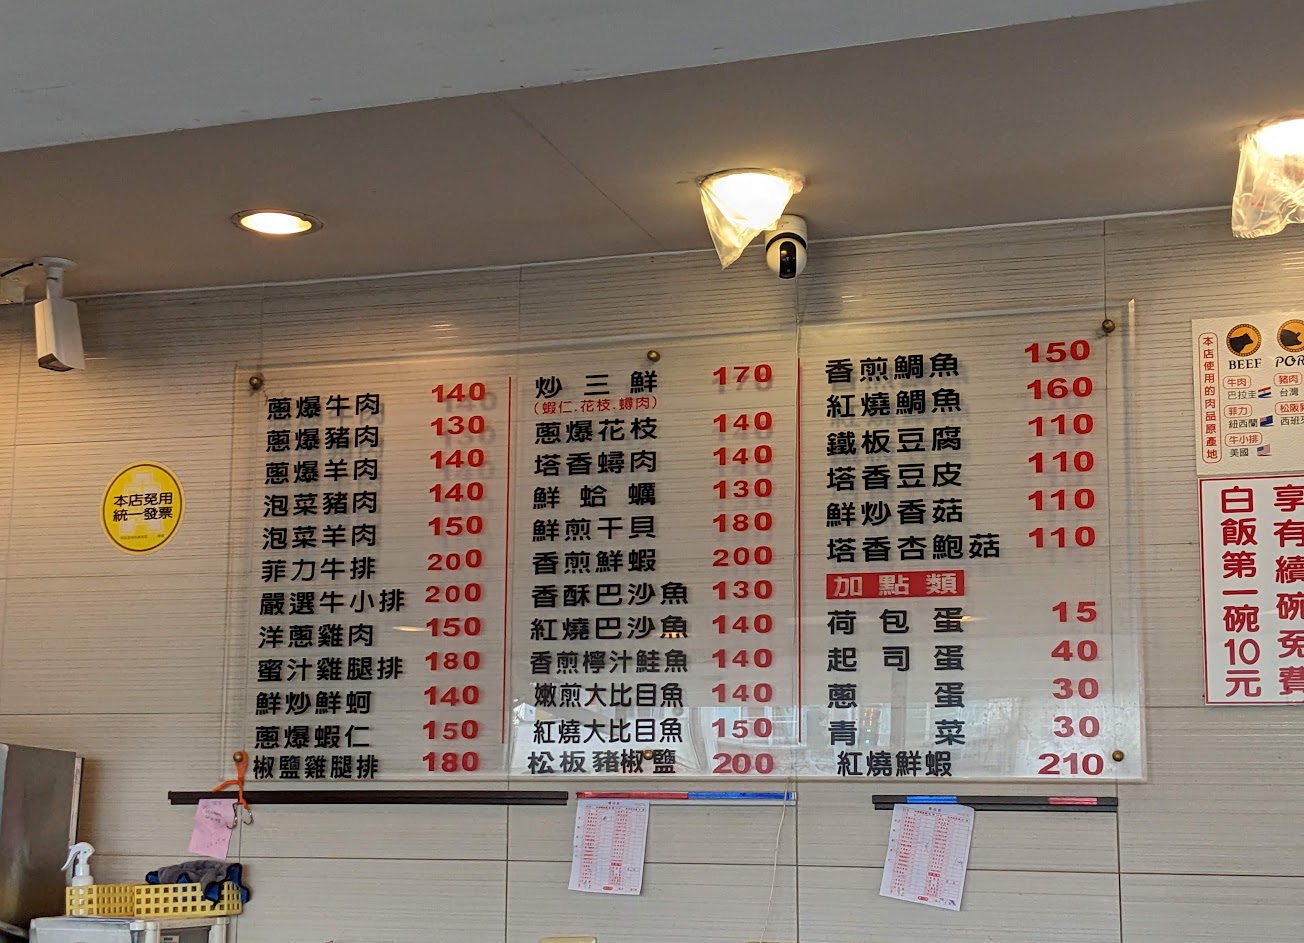 本店免用
統一發票
蔥爆牛肉 140
蔥爆豬肉 130
蔥爆羊肉 140
泡菜豬肉 140
泡菜羊肉 150
菲力牛排 200
嚴選牛小排 200
洋蔥雞肉 150
蜜汁雞腿排 180
鮮炒鮮蚵 140
蔥爆蝦仁 150
椒鹽雞腿排 180
炒三鮮 170
(蝦仁.花枝.蟳肉)
蔥爆花枝 140
塔香蟳肉 140
鮮蛤蠣 130
鮮煎干貝 180
香煎鮮蝦 200
香酥巴沙魚 130
紅燒巴沙魚 140
香煎檸汁鮭魚 140
嫩煎大比目魚 140
紅燒大比目魚 150
松板豬椒鹽 200
香煎鯛魚 150
紅燒鯛魚 160
鐵板豆腐 110
塔香豆皮 110
鮮炒香菇 110
塔香杏鮑菇 110
加點類
荷包蛋 15
起司蛋 40
蔥蛋 30
青菜 30
紅燒鮮蝦 210
本店使用的肉品原產地
BEEF
牛肉
巴拉圭
菲力
紐西蘭
牛小排
美國
POR
豬肉
台灣
松阪
西班
享有續碗免費
白飯第一碗10元